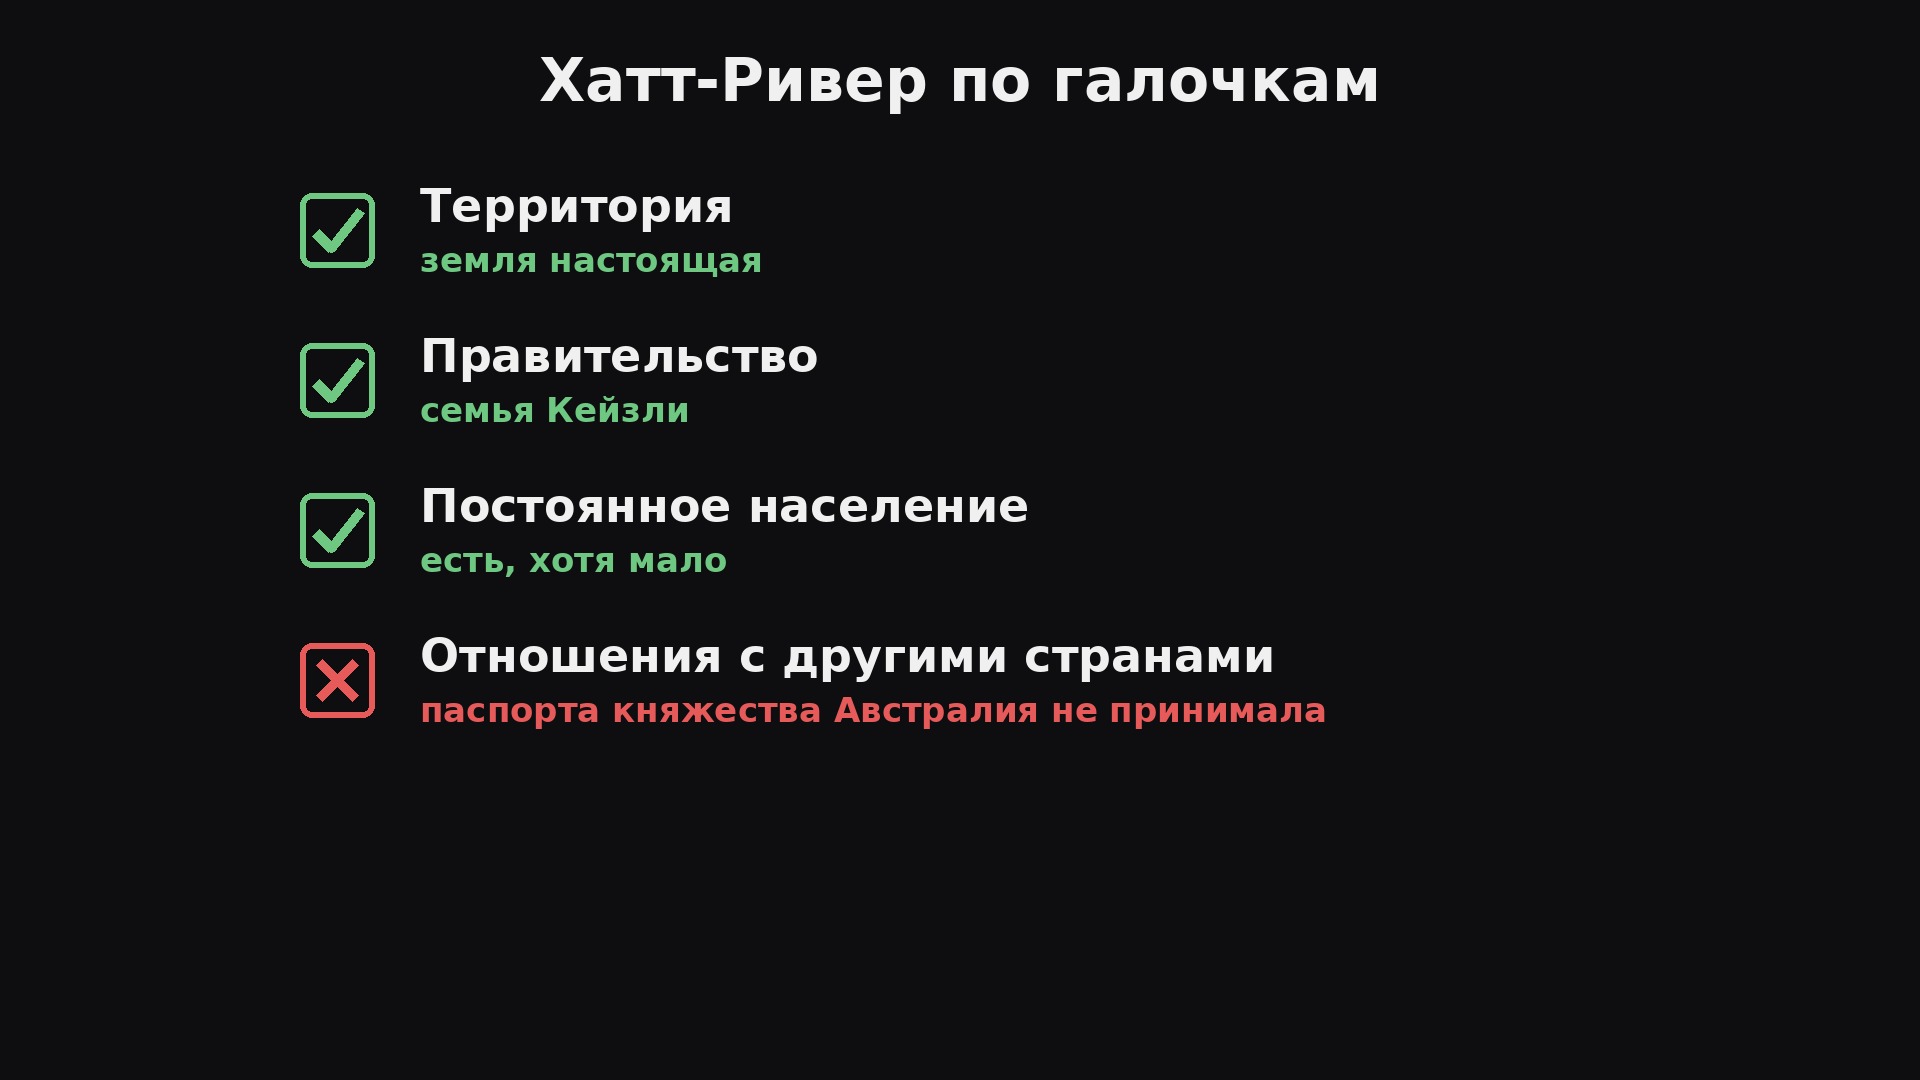 Хатт-Ривер по галочкам
Территория
земля настоящая
Правительство
семья Кейзли
Постоянное население
есть, хотя мало
Отношения с другими странами
паспорта княжества Австралия не принимала